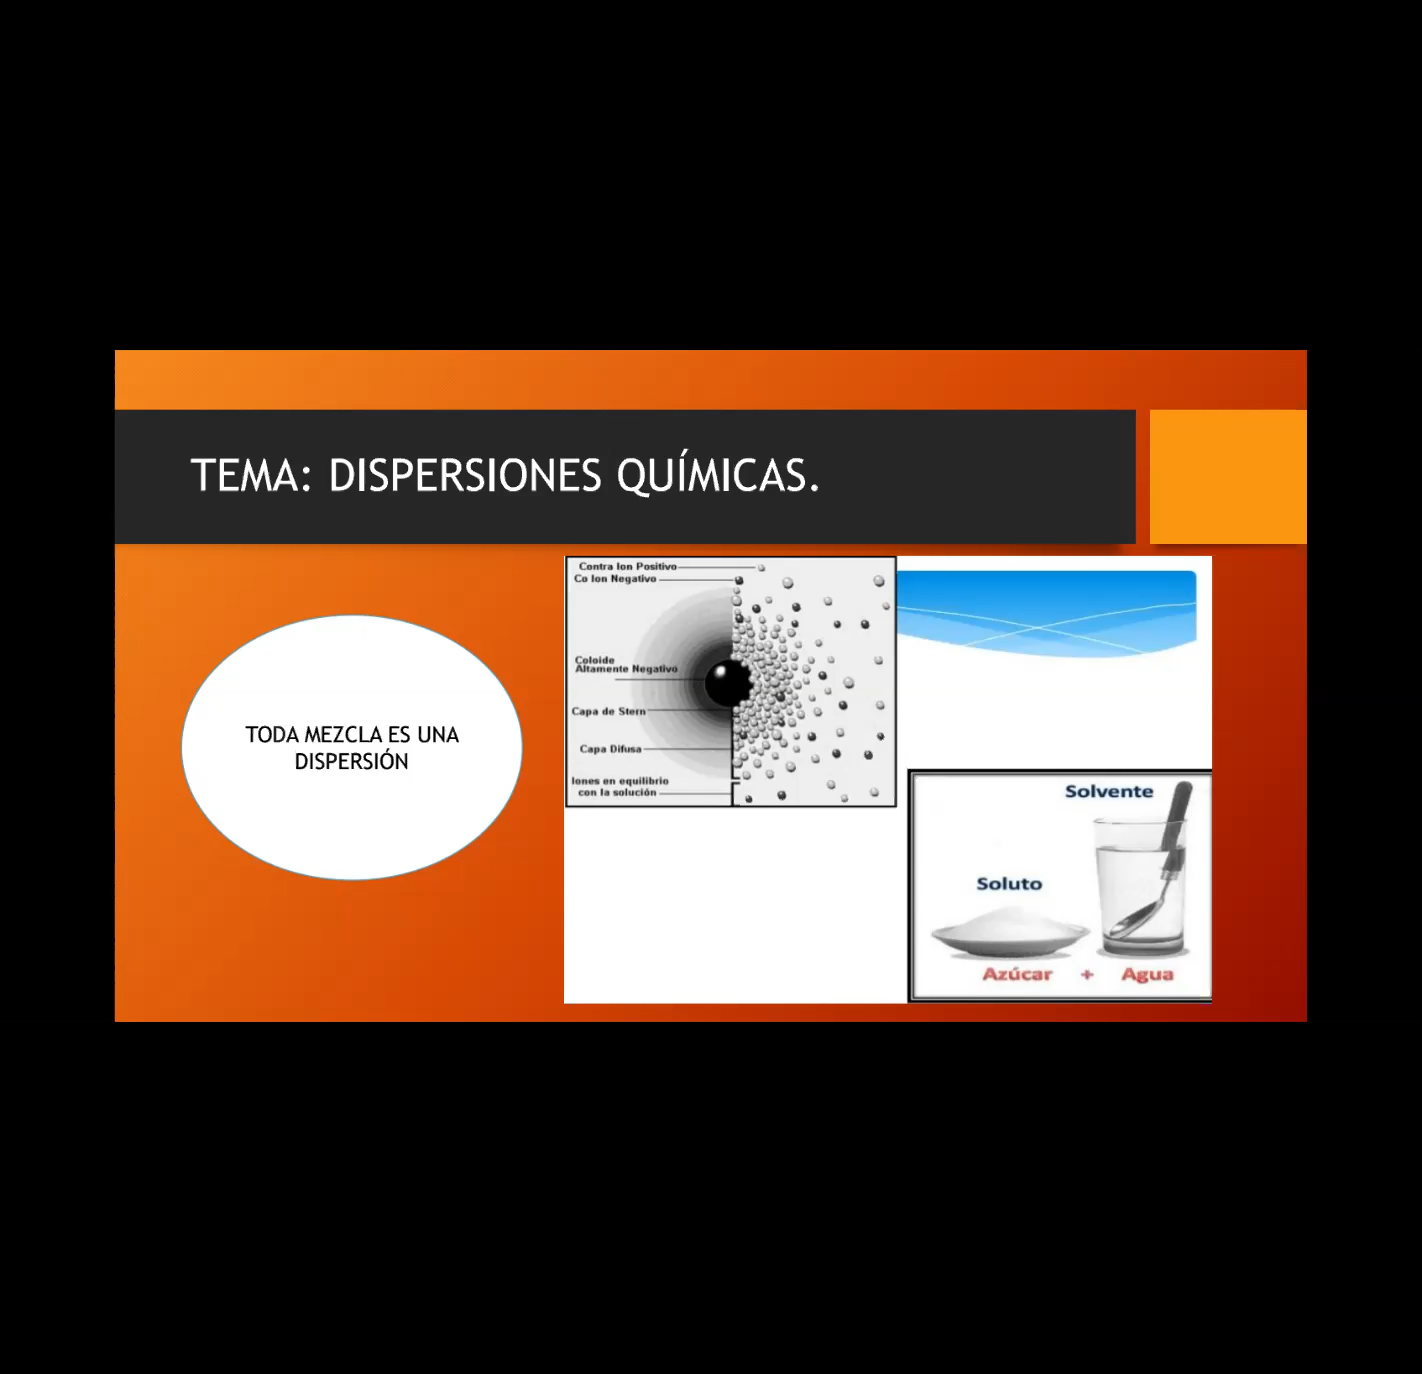 TEMA: DISPERSIONES QUÍMICAS.
TODA MEZCLA ES UNA
DISPERSIÓN
Contra Ion Positivo
Co Ion Negativo
Coloide
Altamente Negativo
Capa de Stern
Capa Difusa
Iones en equilibrio
con la solución
Solvente
Soluto
Azúcar + Agua